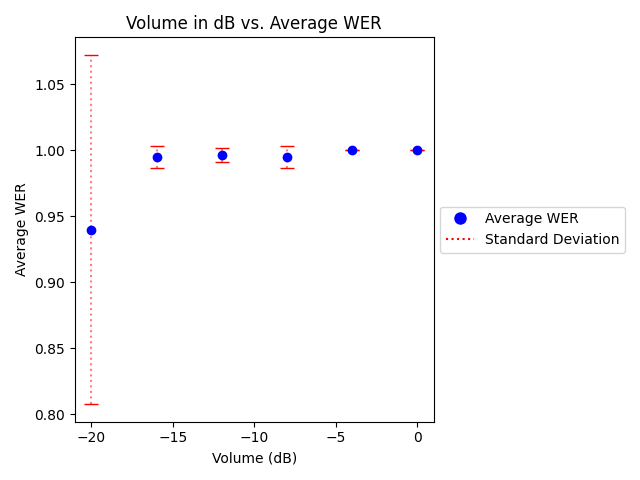 Volume in dB vs. Average WER
1.05
1.00
0.95
0.90
0.85
0.80
Average WER
−20
−15
−10
−5
0
Volume (dB)
Average WER
Standard Deviation